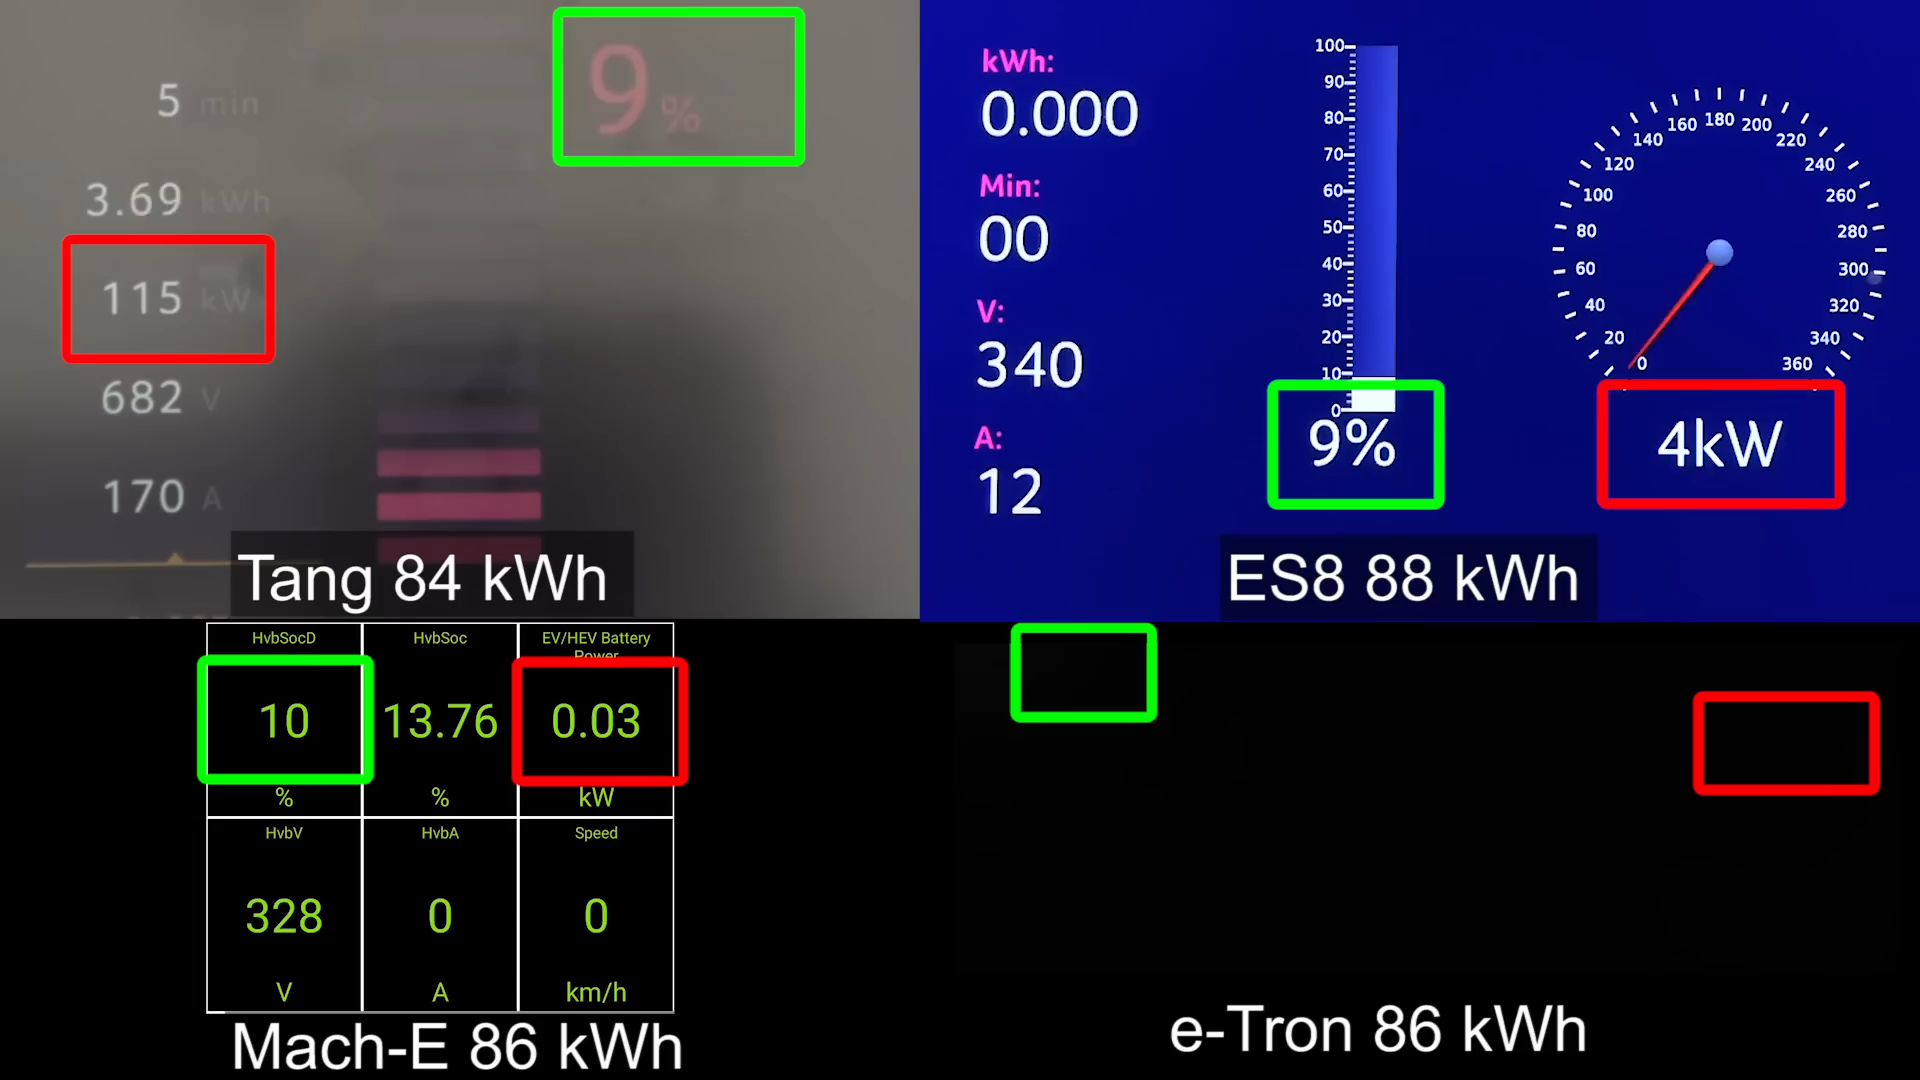 5 min
3.69 kWh
115 kW
682 V
170 A
9%
Tang 84 kWh
kWh:
0.000
Min:
00
V:
340
A:
12
100
90
80
70
60
50
40
30
20
10
0
9%
0
20
40
60
80
100
120
140
160
180
200
220
240
260
280
300
320
340
360
4kW
ES8 88 kWh
HvbSocD
10
%
HvbSoc
13.76
%
EV/HEV Battery
Power
0.03
kW
HvbV
328
V
HvbA
0
A
Speed
0
km/h
Mach-E 86 kWh
e-Tron 86 kWh